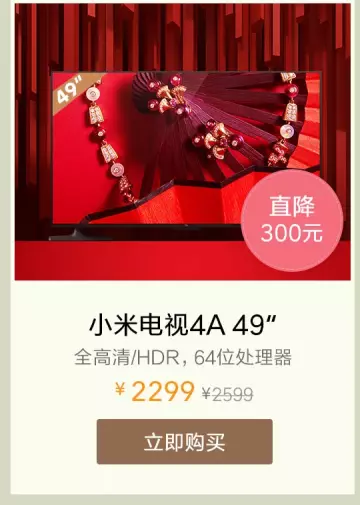 49"
直降
300元
小米电视4A 49"
全高清/HDR，64位处理器
¥ 2299 ¥2599
立即购买